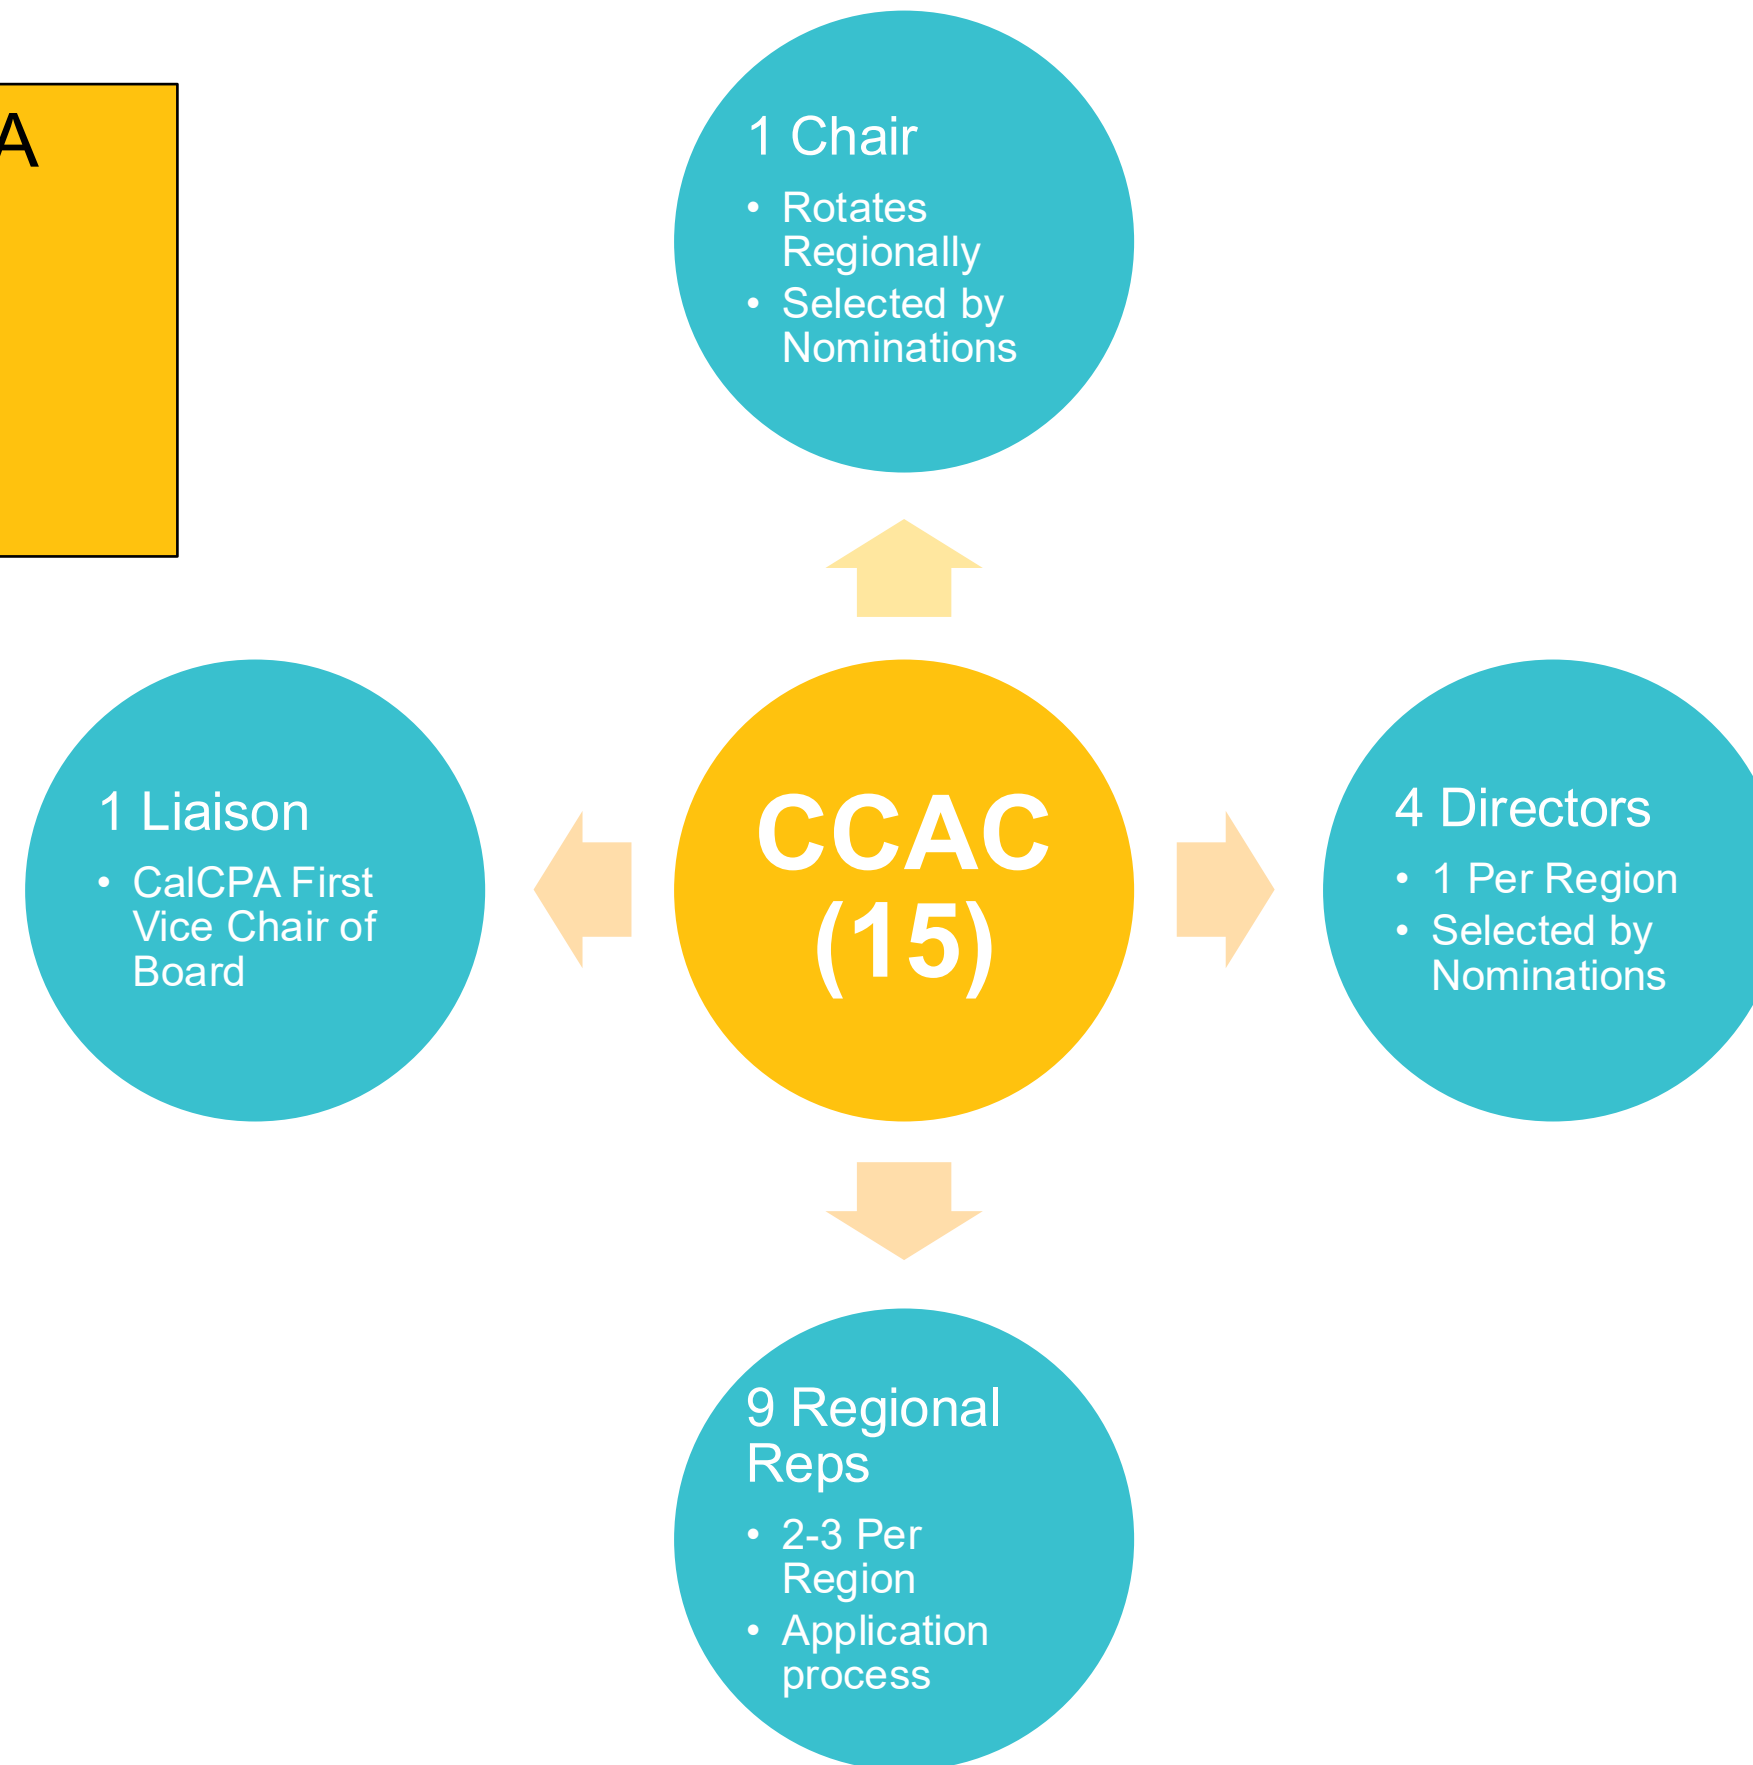 1 Chair
• Rotates
Regionally
• Selected by
Nominations
1 Liaison
• CalCPA First
Vice Chair of
Board
CCAC
(15)
4 Directors
• 1 Per Region
• Selected by
Nominations
9 Regional
Reps
• 2-3 Per
Region
• Application
process